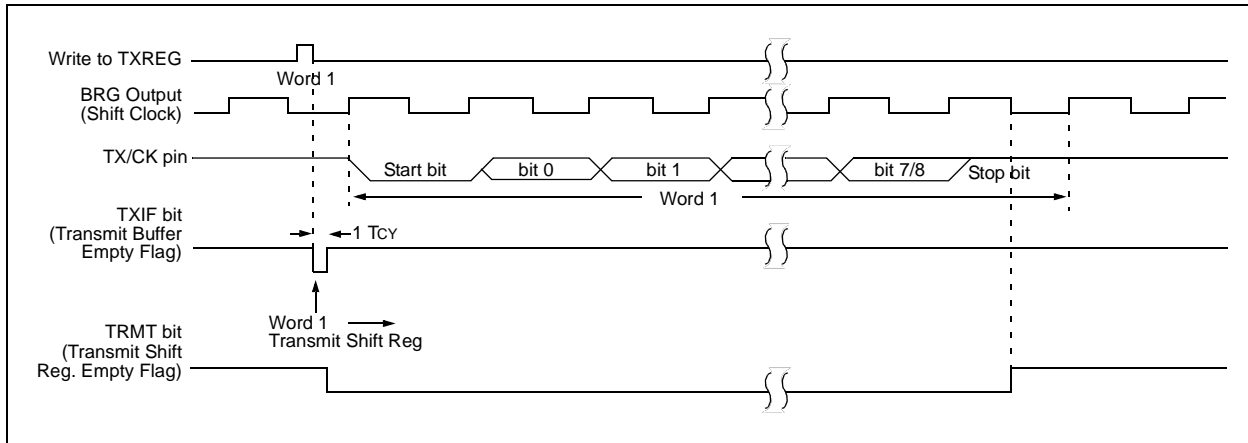 Write to TXREG
Word 1
BRG Output
(Shift Clock)
TX/CK pin
Start bit
bit 0
bit 1
bit 7/8
Stop bit
Word 1
TXIF bit
(Transmit Buffer
Empty Flag)
1 TCY
Word 1
Transmit Shift Reg
TRMT bit
(Transmit Shift
Reg. Empty Flag)